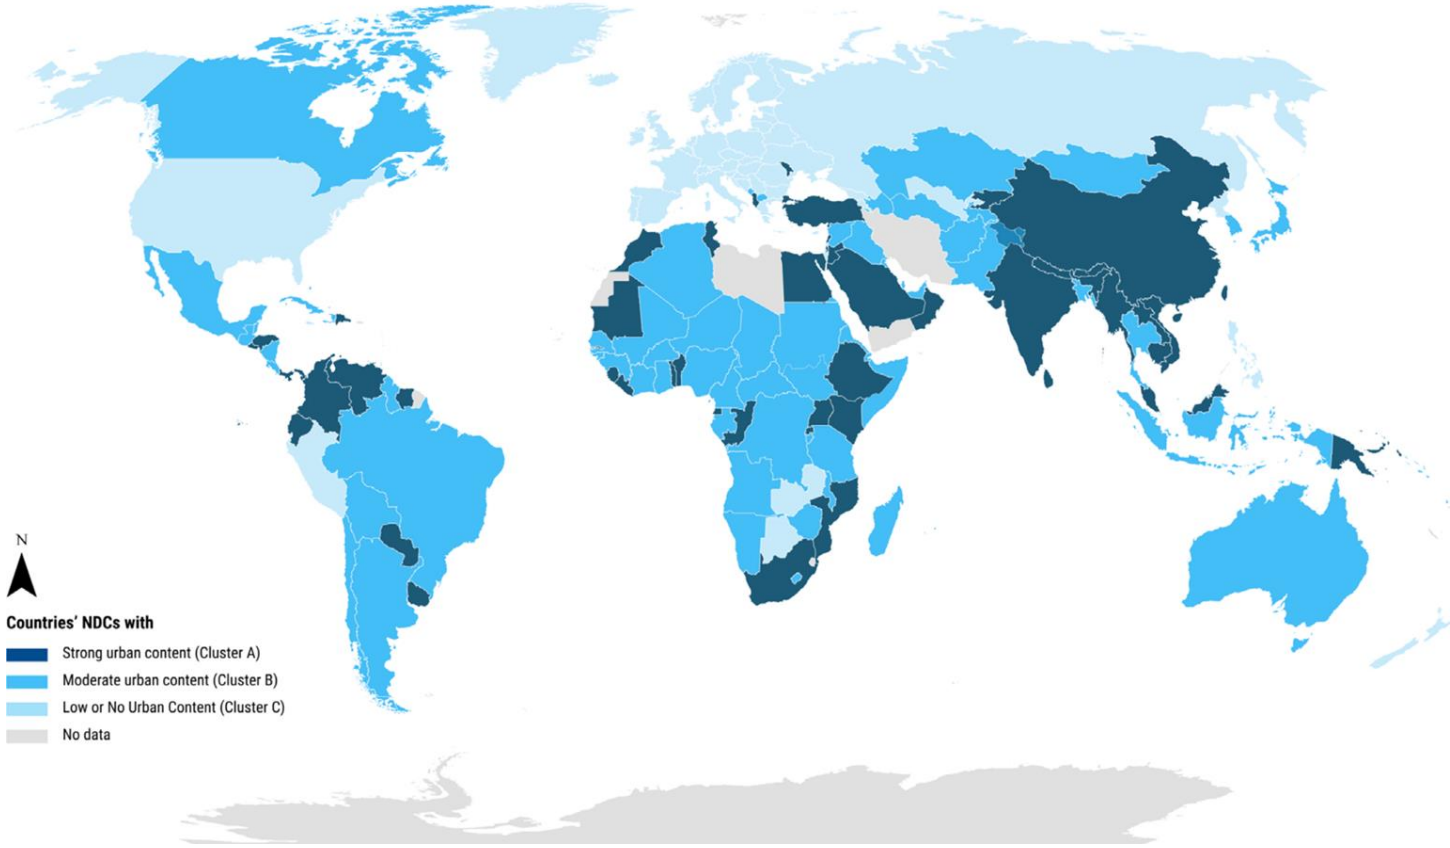 N
Countries’ NDCs with
Strong urban content (Cluster A)
Moderate urban content (Cluster B)
Low or No Urban Content (Cluster C)
No data